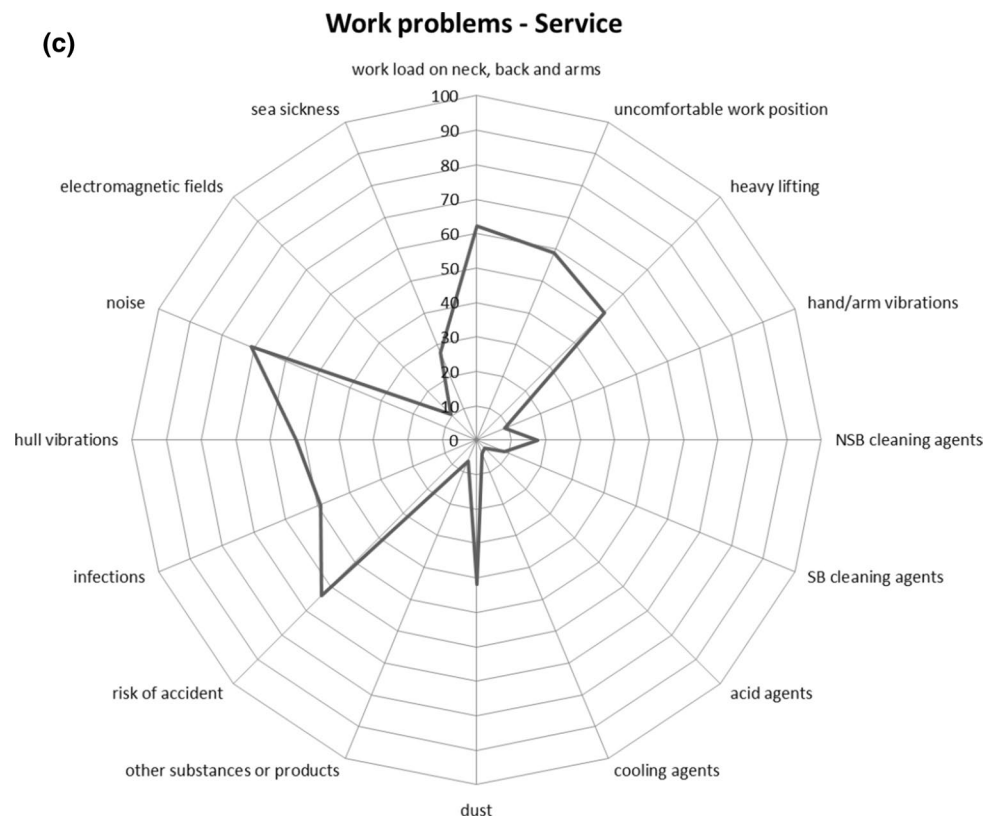 Work problems - Service
(c)
work load on neck, back and arms
100
sea sickness
uncomfortable work position
90
80
electromagnetic fields
heavy lifting
70
60
50
noise
hand/arm vibrations
40
30
20
10
hull vibrations
0
NSB cleaning agents
infections
SB cleaning agents
risk of accident
acid agents
other substances or products
cooling agents
dust